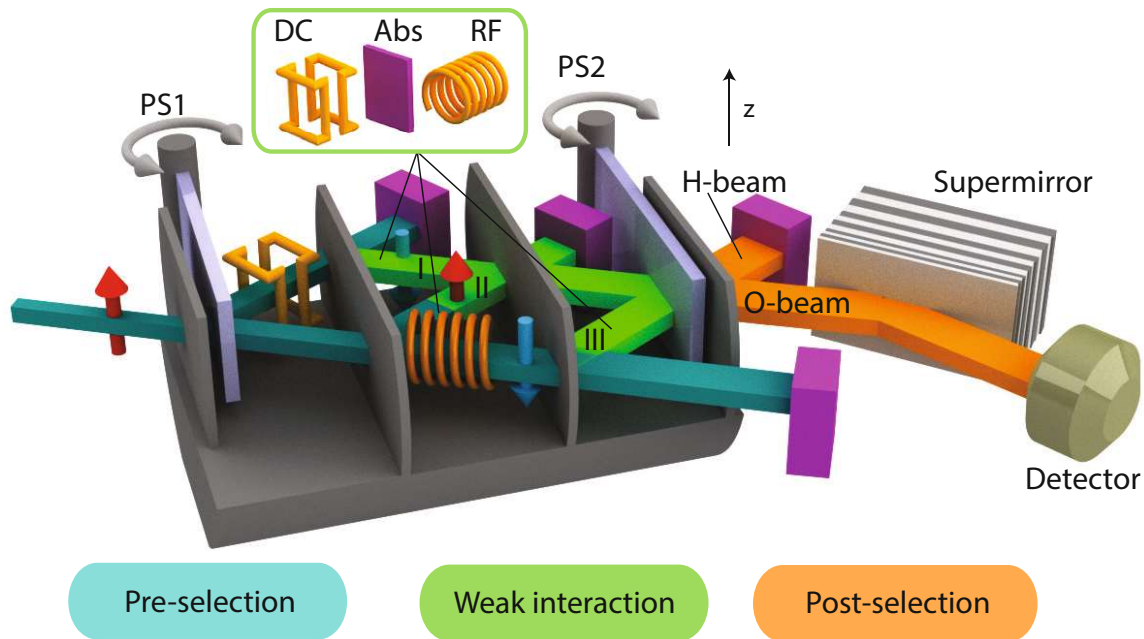 DC Abs RF
PS1
PS2
z
H-beam
Supermirror
I
II
III
O-beam
Detector
Pre-selection
Weak interaction
Post-selection